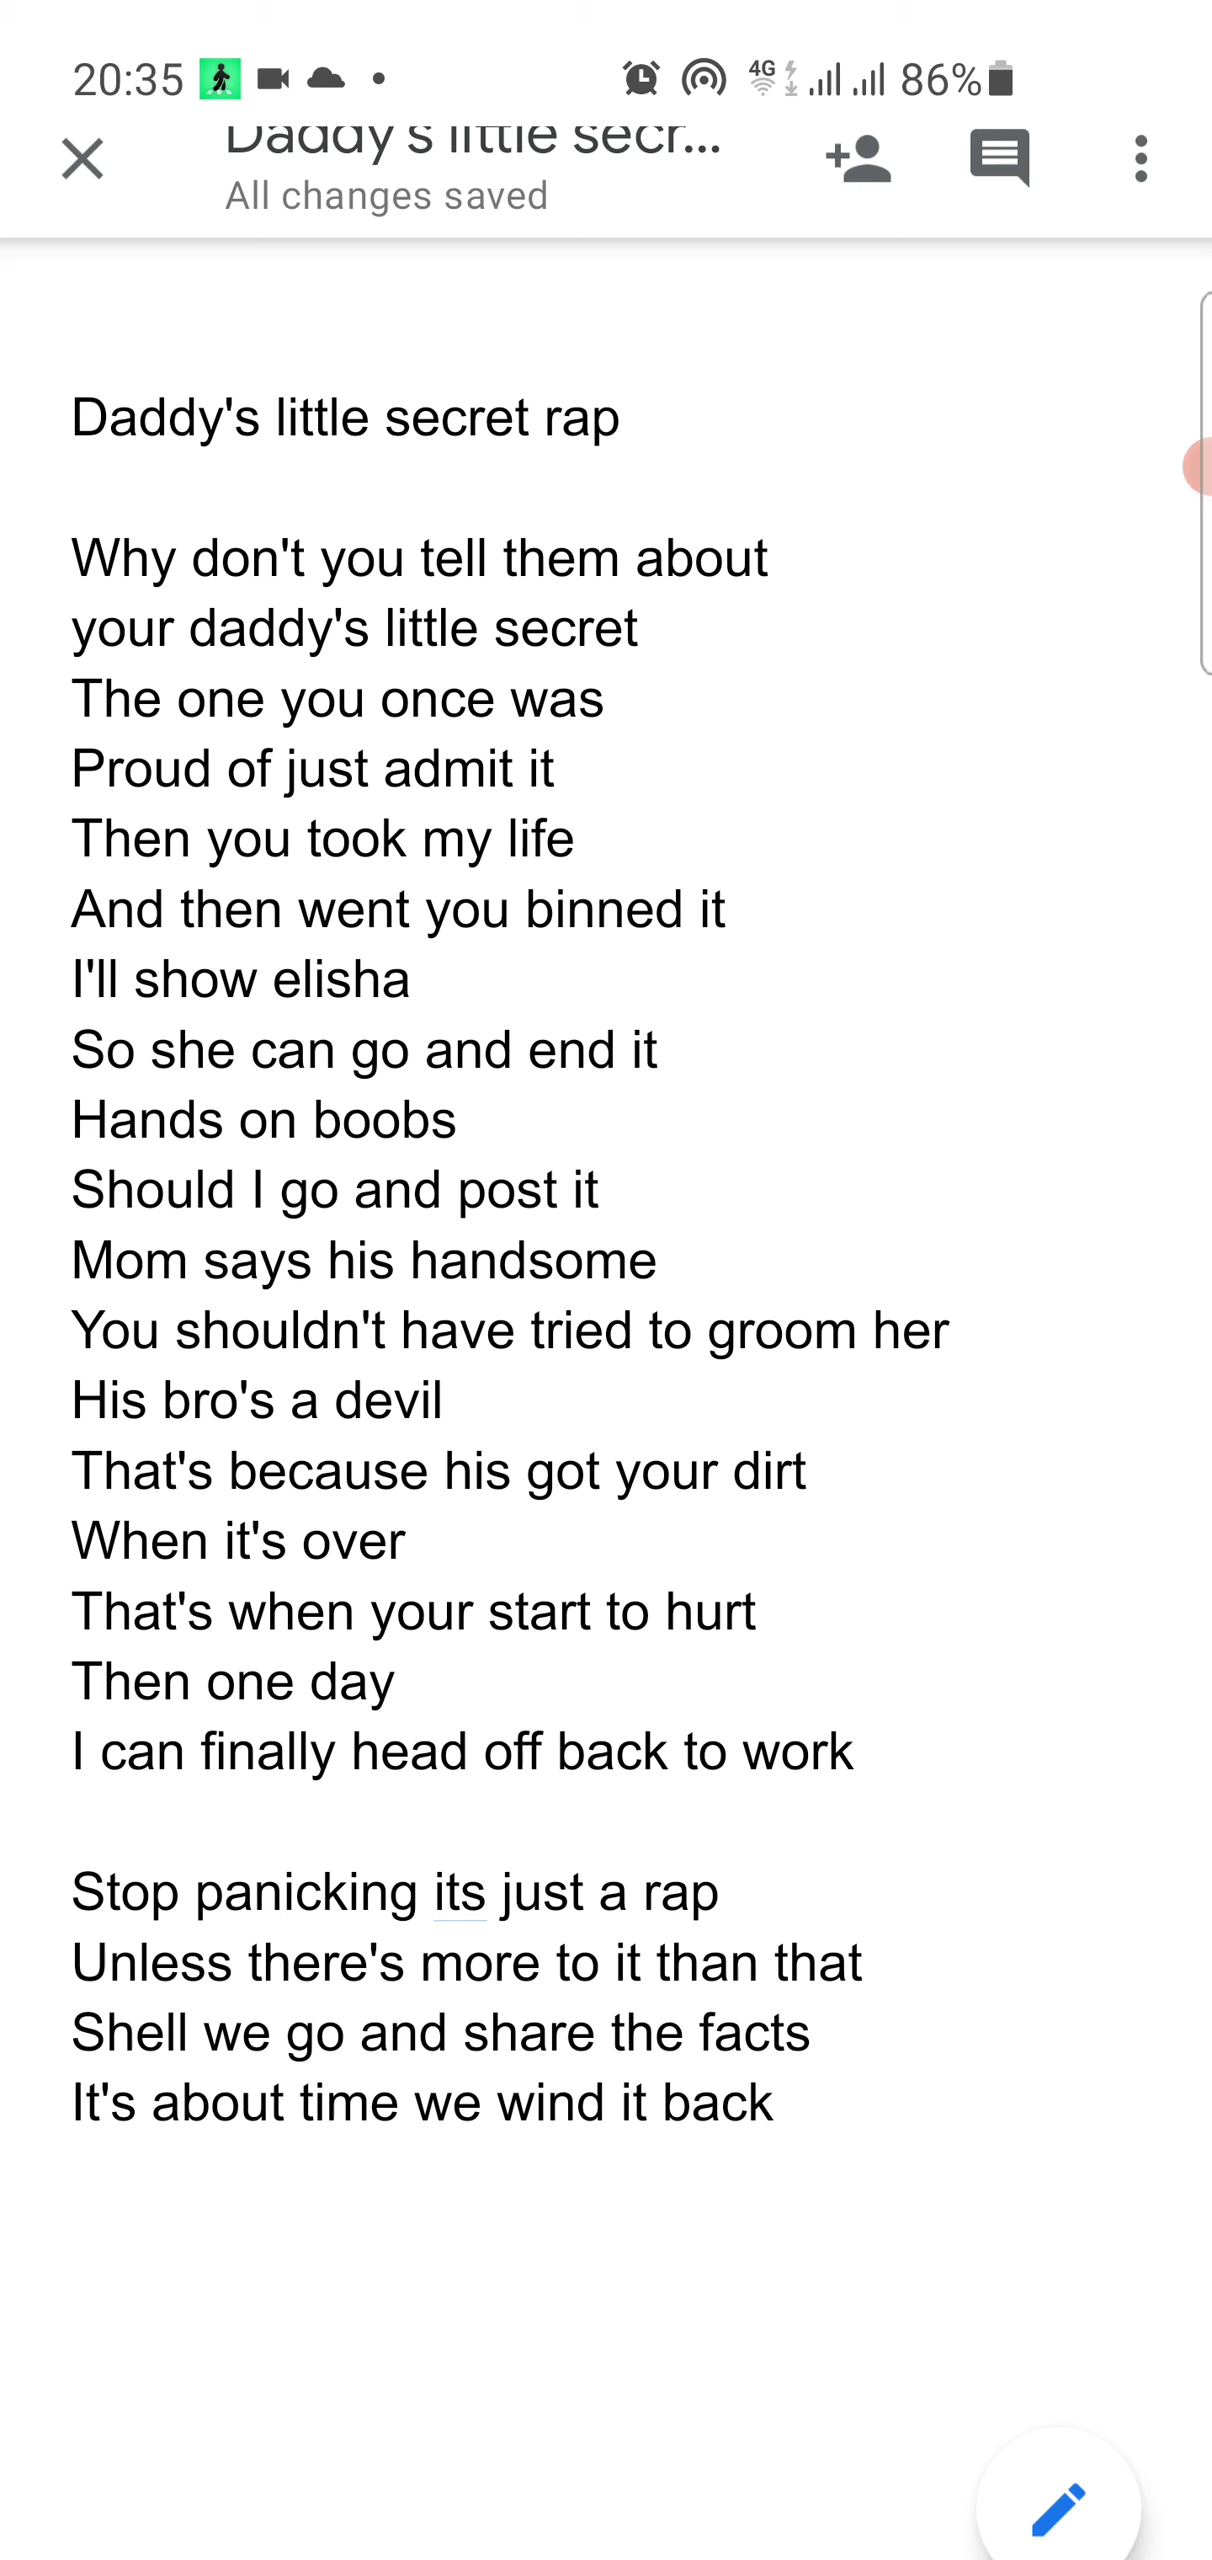 20:35
4G
86%
Daddy's little secr...
All changes saved
Daddy's little secret rap
Why don't you tell them about
your daddy's little secret
The one you once was
Proud of just admit it
Then you took my life
And then went you binned it
I'll show elisha
So she can go and end it
Hands on boobs
Should I go and post it
Mom says his handsome
You shouldn't have tried to groom her
His bro's a devil
That's because his got your dirt
When it's over
That's when your start to hurt
Then one day
I can finally head off back to work
Stop panicking its just a rap
Unless there's more to it than that
Shell we go and share the facts
It's about time we wind it back